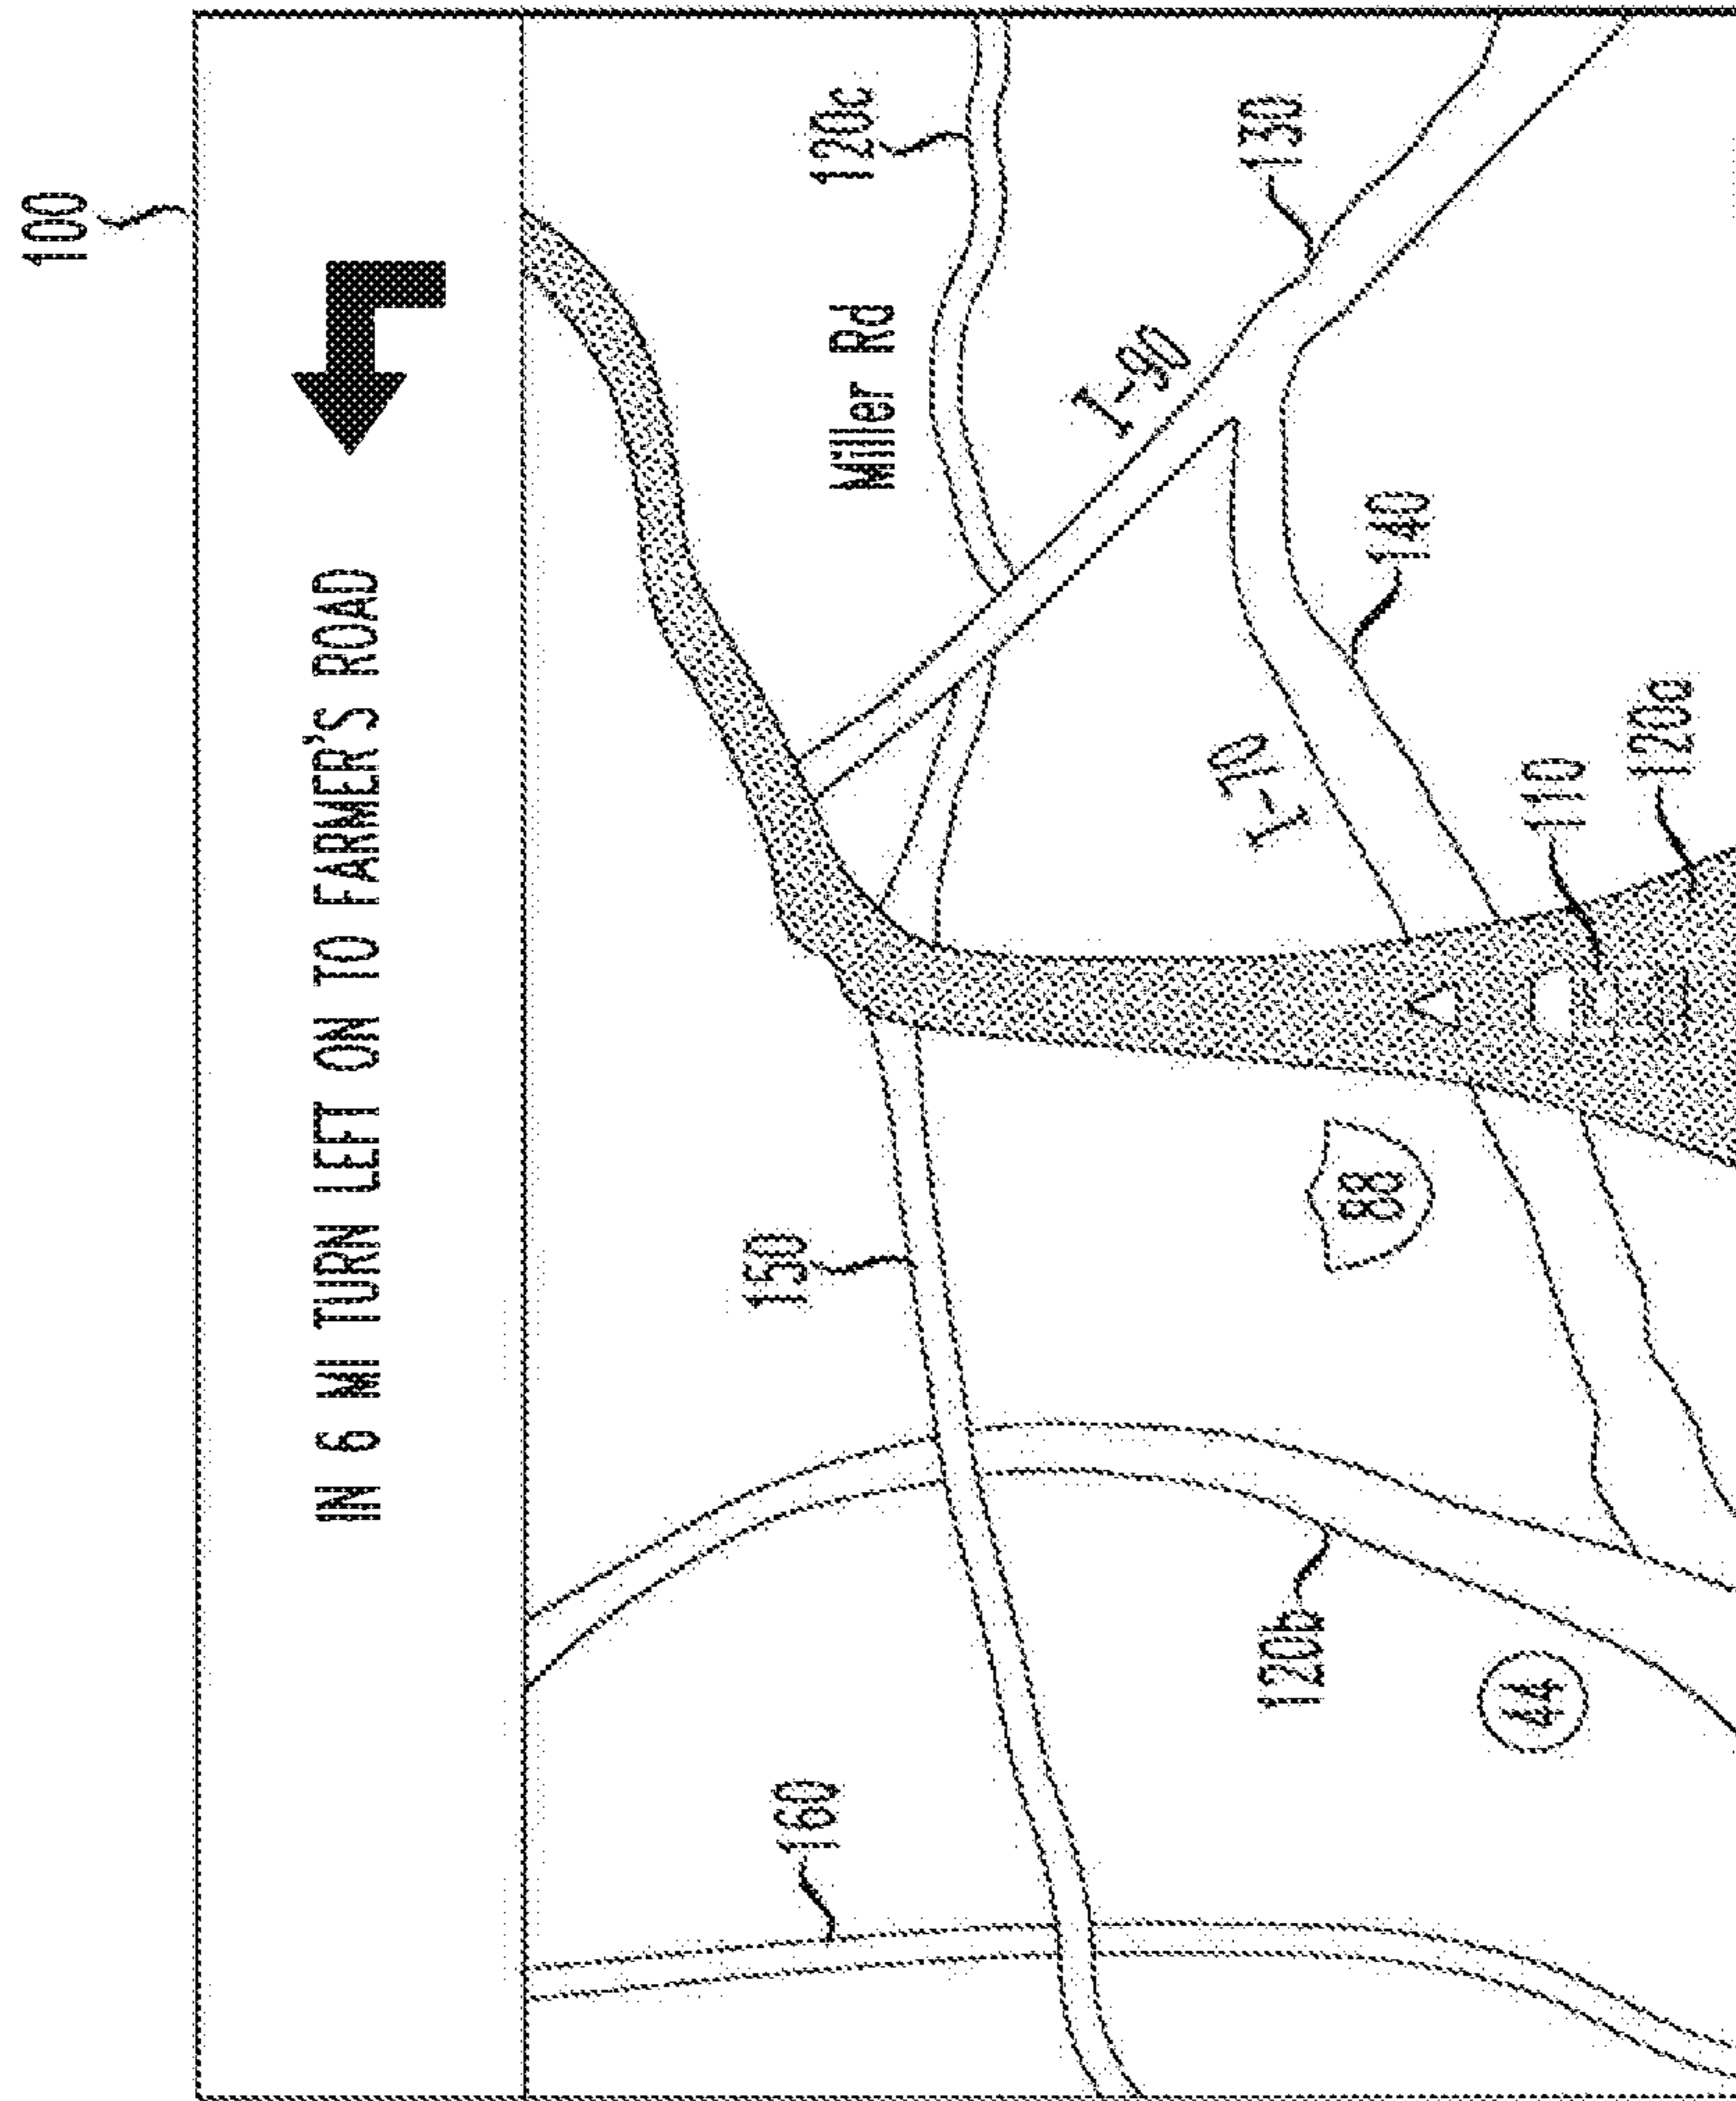 100
IN 6 MI TURN LEFT ON TO FARMER'S ROAD
160
150
Miller Rd
120c
I-90
130
120b
88
I-70
140
44
110
120a